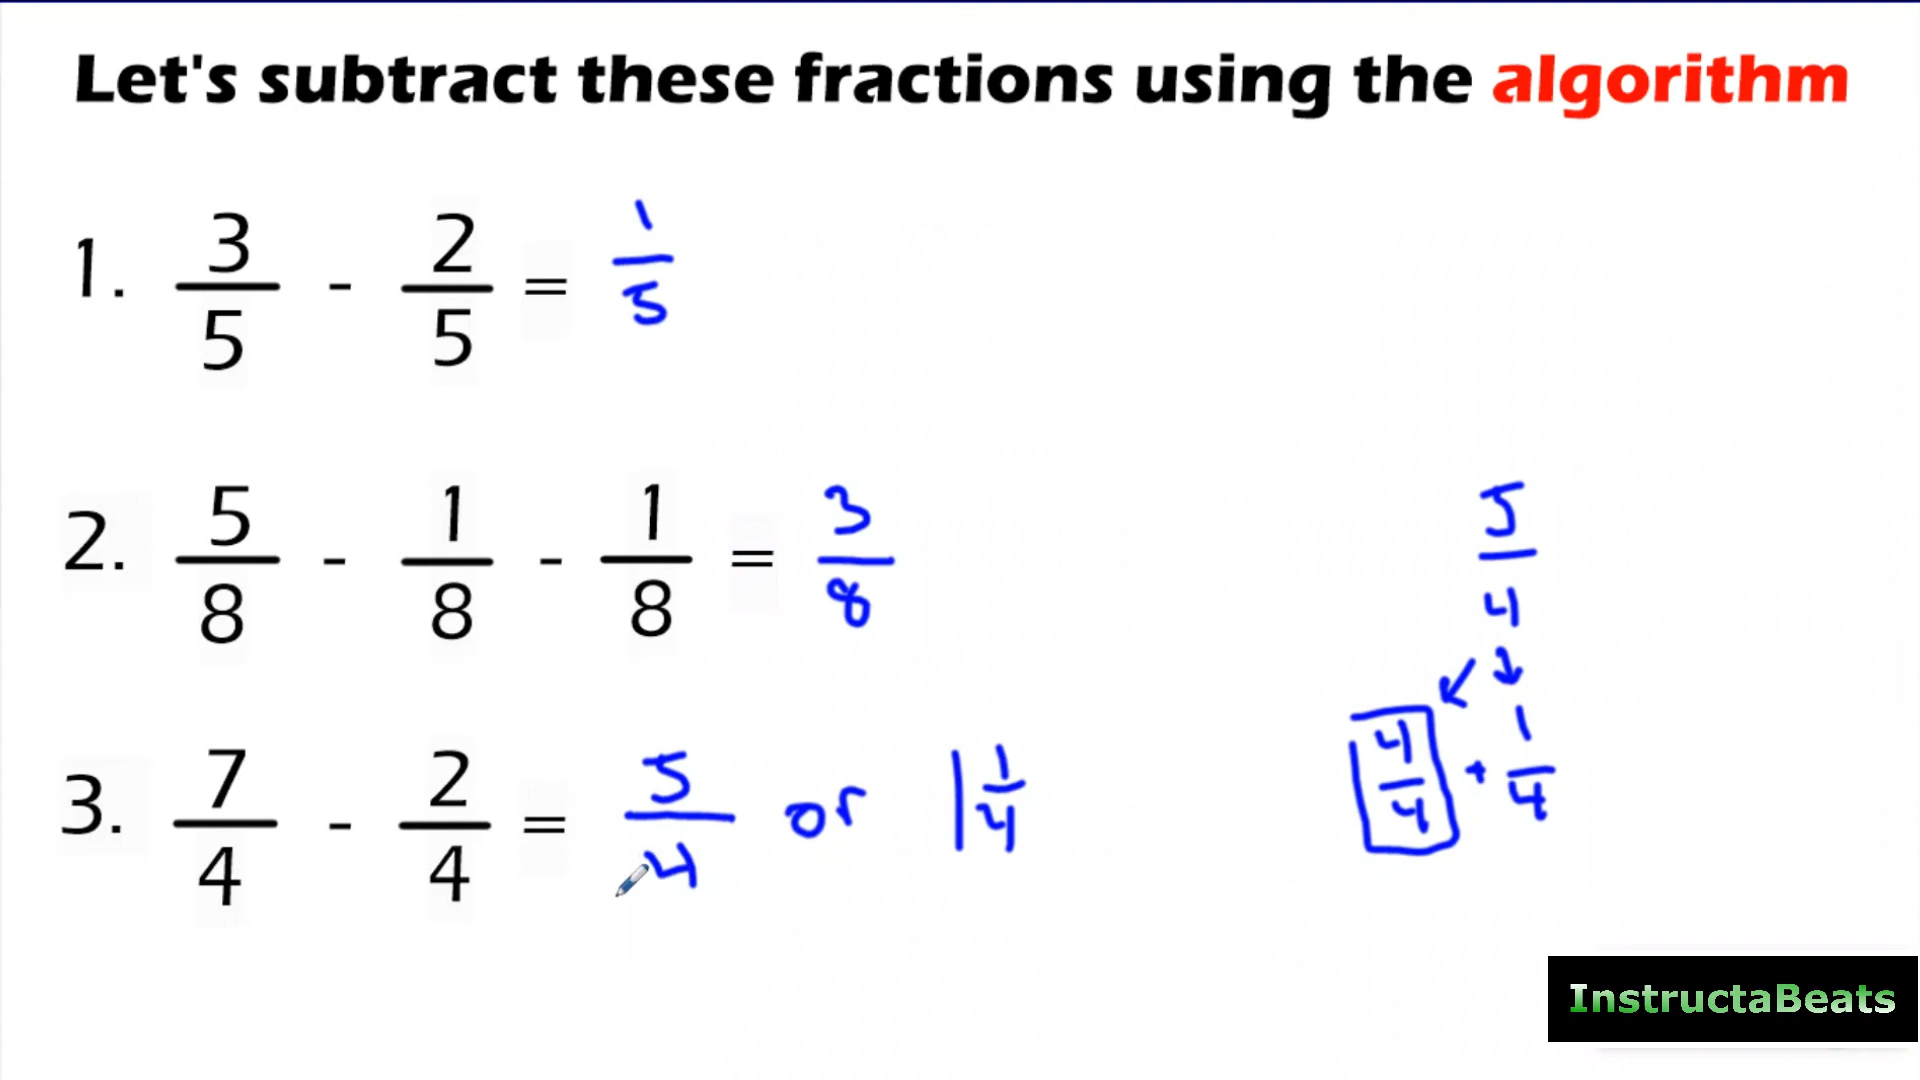 Let's subtract these fractions using the algorithm
1. 3/5 - 2/5 = 1/5
2. 5/8 - 1/8 - 1/8 = 3/8
3. 7/4 - 2/4 = 5/4 or 1 1/4
5/4
4/4 + 1/4
InstructaBeats